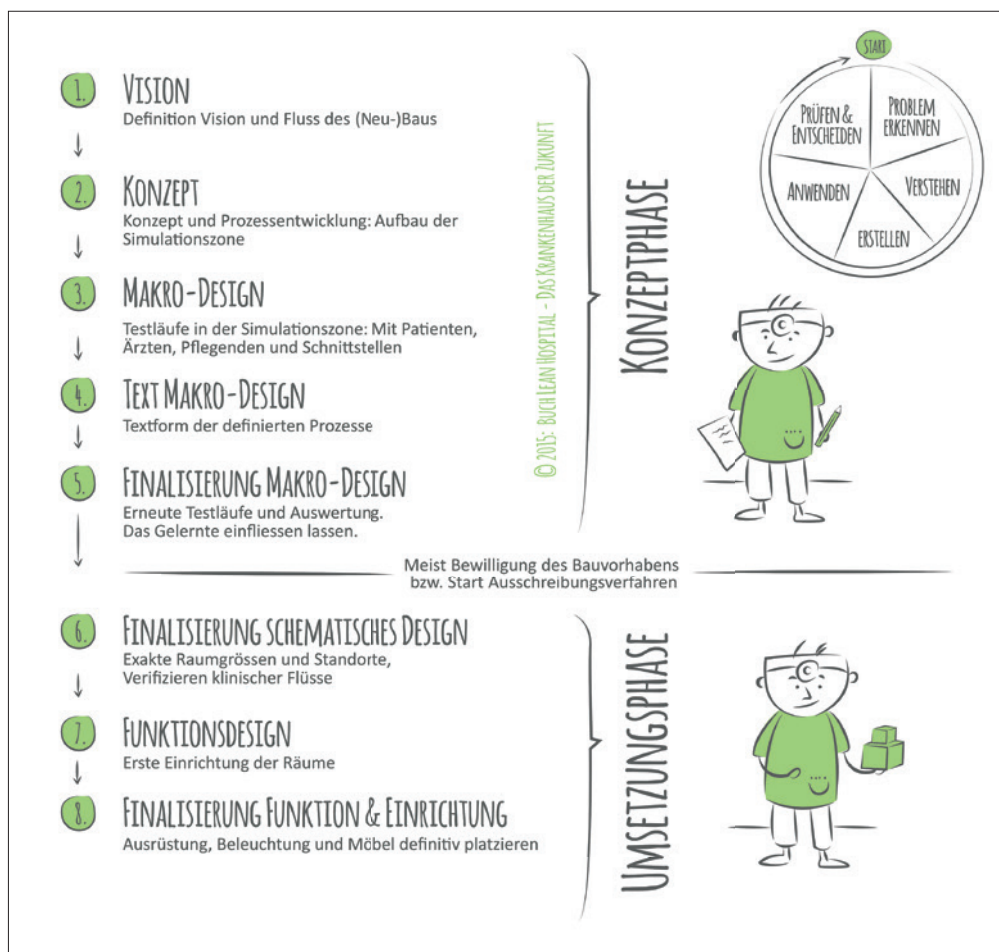 1.
VISION
Definition Vision und Fluss des (Neu-)Baus
2.
KONZEPT
Konzept und Prozessentwicklung: Aufbau der
Simulationszone
3.
MAKRO-DESIGN
Testläufe in der Simulationszone: Mit Patienten,
Ärzten, Pflegenden und Schnittstellen
4.
TEXT MAKRO-DESIGN
Textform der definierten Prozesse
5.
FINALISIERUNG MAKRO-DESIGN
Erneute Testläufe und Auswertung.
Das Gelernte einfliessen lassen.
© 2015: BUCH LEAN HOSPITAL - DAS KRANKENHAUS DER ZUKUNFT
KONZEPTPHASE
START
PROBLEM
ERKENNEN
VERSTEHEN
ERSTELLEN
ANWENDEN
PRÜFEN &
ENTSCHEIDEN
Meist Bewilligung des Bauvorhabens
bzw. Start Ausschreibungsverfahren
6.
FINALISIERUNG SCHEMATISCHES DESIGN
Exakte Raumgrössen und Standorte,
Verifizieren klinischer Flüsse
7.
FUNKTIONSDESIGN
Erste Einrichtung der Räume
8.
FINALISIERUNG FUNKTION & EINRICHTUNG
Ausrüstung, Beleuchtung und Möbel definitiv platzieren
UMSETZUNGSPHASE